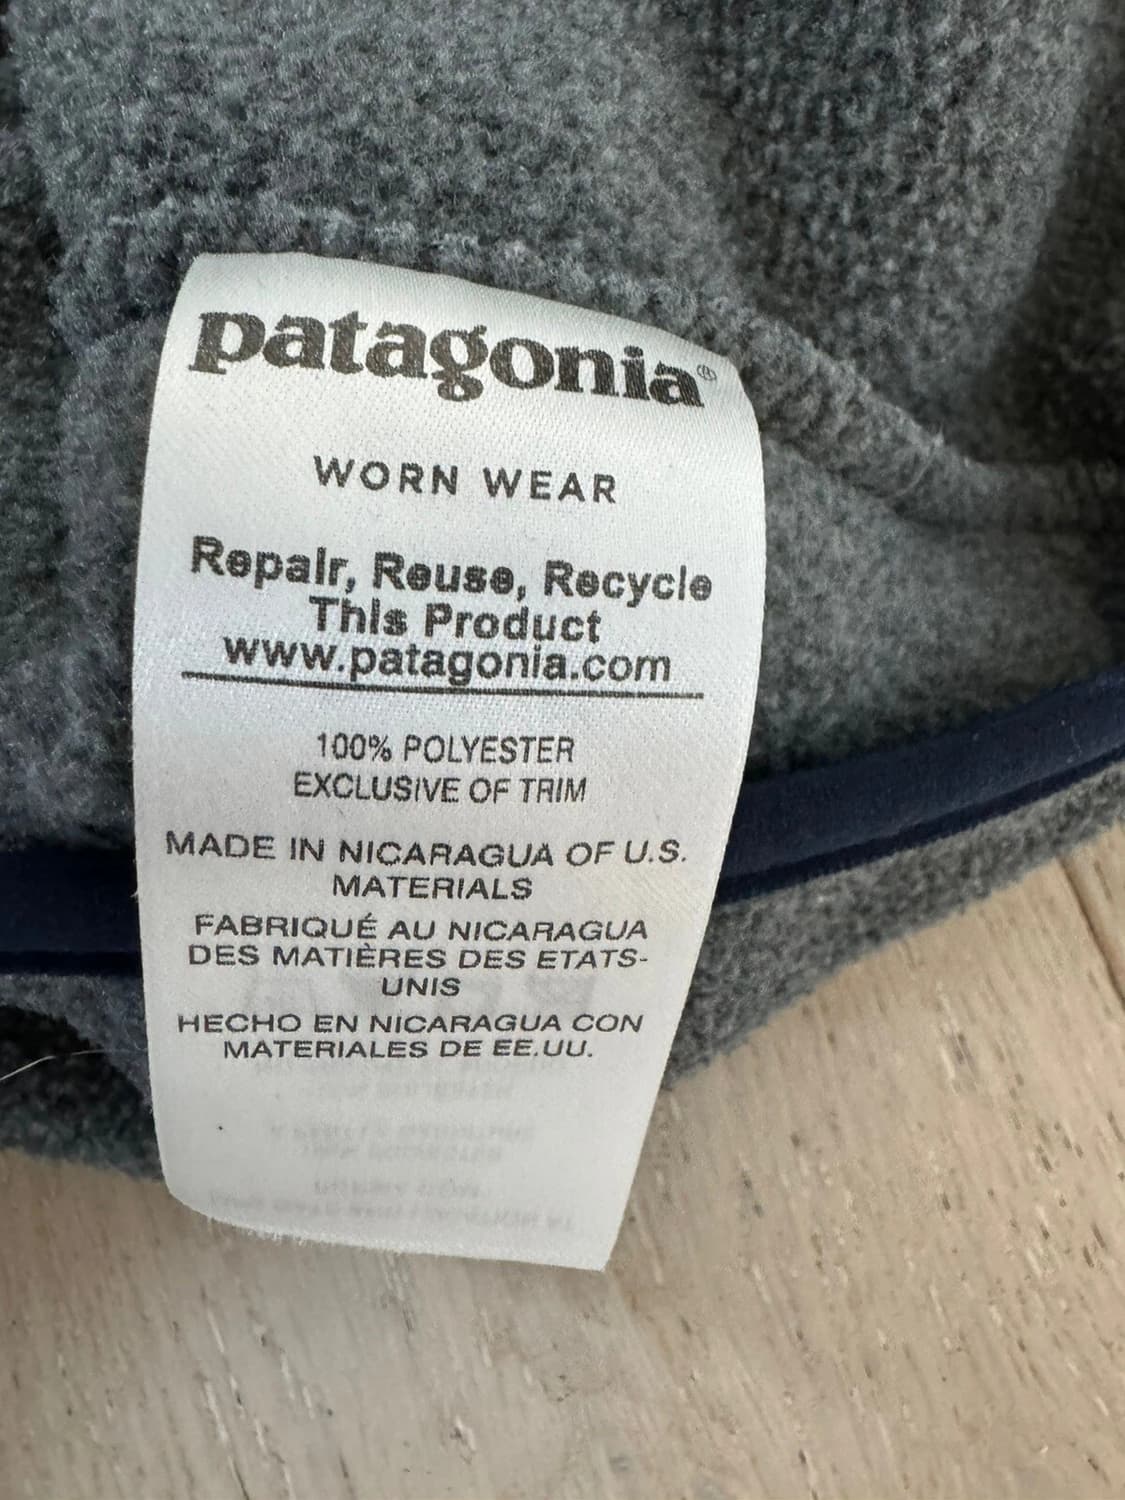 patagonia®
WORN WEAR
Repair, Reuse, Recycle
This Product
www.patagonia.com
100% POLYESTER
EXCLUSIVE OF TRIM
MADE IN NICARAGUA OF U.S.
MATERIALS
FABRIQUÉ AU NICARAGUA
DES MATIÈRES DES ETATS-
UNIS
HECHO EN NICARAGUA CON
MATERIALES DE EE.UU.